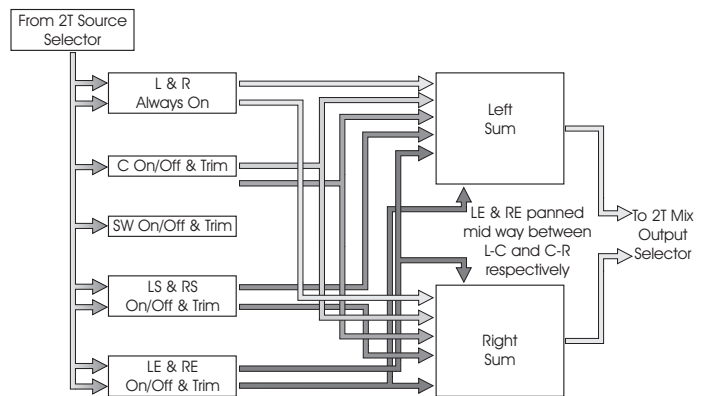 From 2T Source
Selector
L & R
Always On
C On/Off & Trim
SW On/Off & Trim
LS & RS
On/Off & Trim
LE & RE
On/Off & Trim
Left
Sum
LE & RE panned
mid way between
L-C and C-R
respectively
Right
Sum
To 2T Mix
Output
Selector